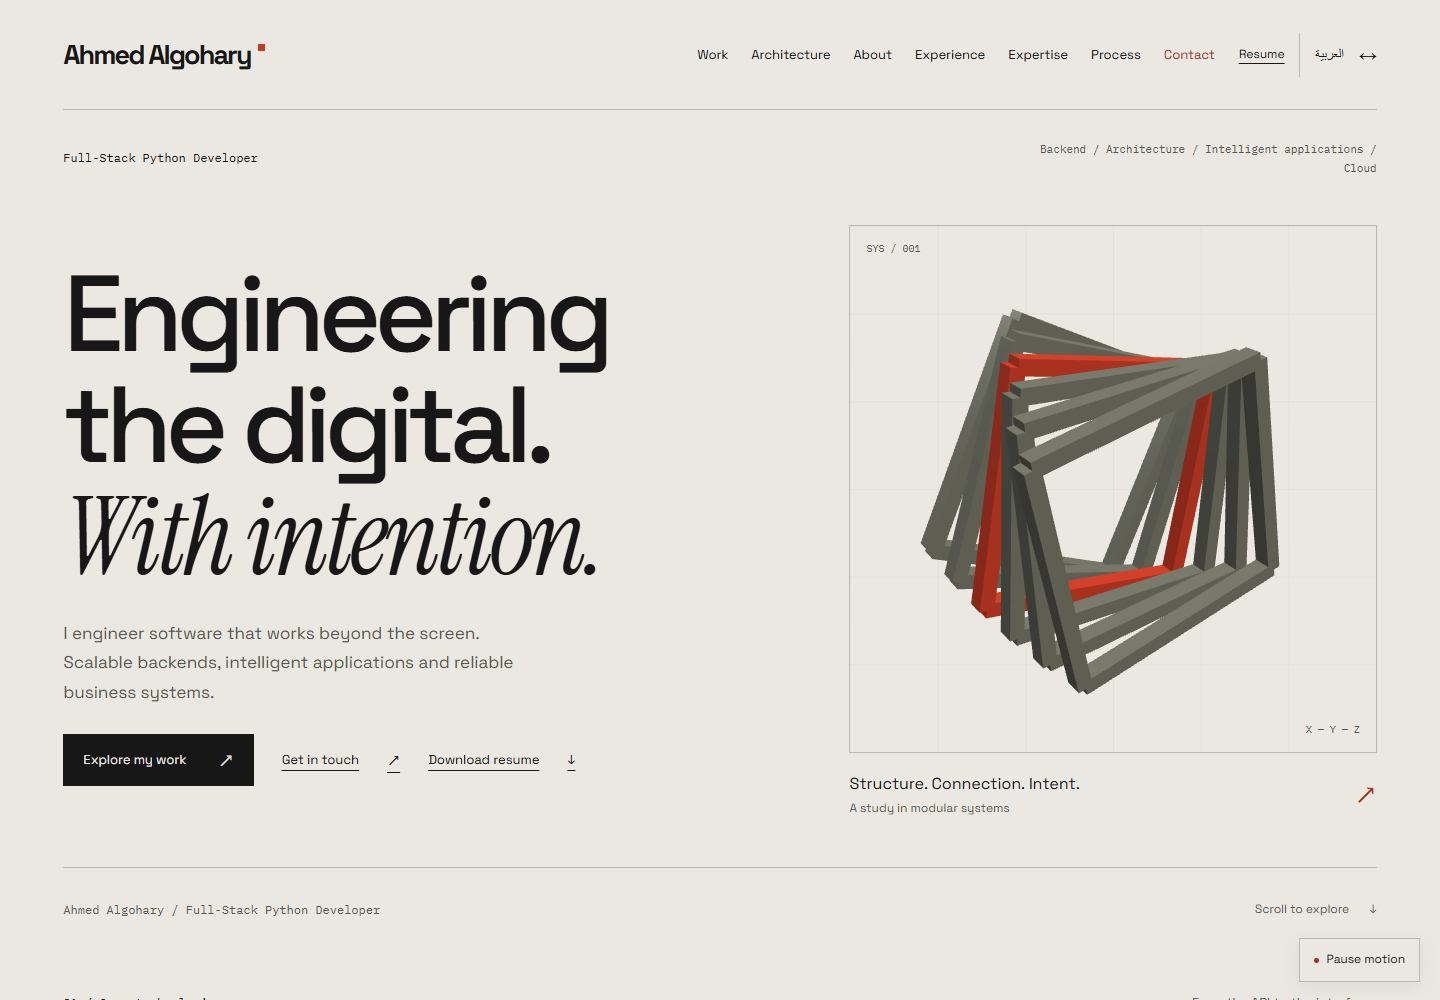 Ahmed Algohary
Work Architecture About Experience Expertise Process Contact Resume العربية ↔
Full-Stack Python Developer
Backend / Architecture / Intelligent applications /
Cloud
SYS / 001
Engineering
the digital.
With intention.
I engineer software that works beyond the screen.
Scalable backends, intelligent applications and reliable
business systems.
Explore my work ↗ Get in touch ↗ Download resume ↓
X — Y — Z
Structure. Connection. Intent. ↗
A study in modular systems
Ahmed Algohary / Full-Stack Python Developer
Scroll to explore ↓
Pause motion